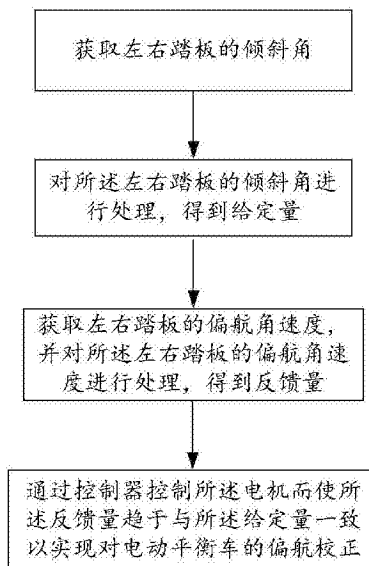 获取左右踏板的倾斜角
对所述左右踏板的倾斜角进
行处理，得到给定量
获取左右踏板的偏航角速度，
并对所述左右踏板的偏航角速
度进行处理，得到反馈量
通过控制器控制所述电机而使所
述反馈量趋于与所述给定量一致
以实现对电动平衡车的偏航校正